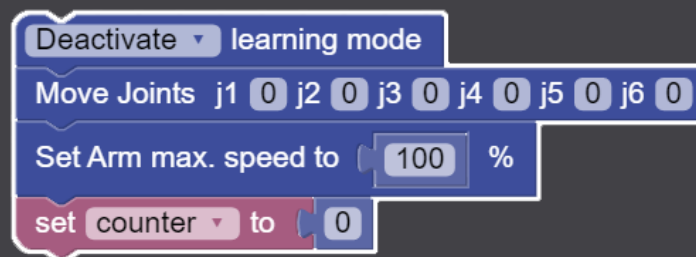 Deactivate learning mode
Move Joints j1 0 j2 0 j3 0 j4 0 j5 0 j6 0
Set Arm max. speed to 100 %
set counter to 0